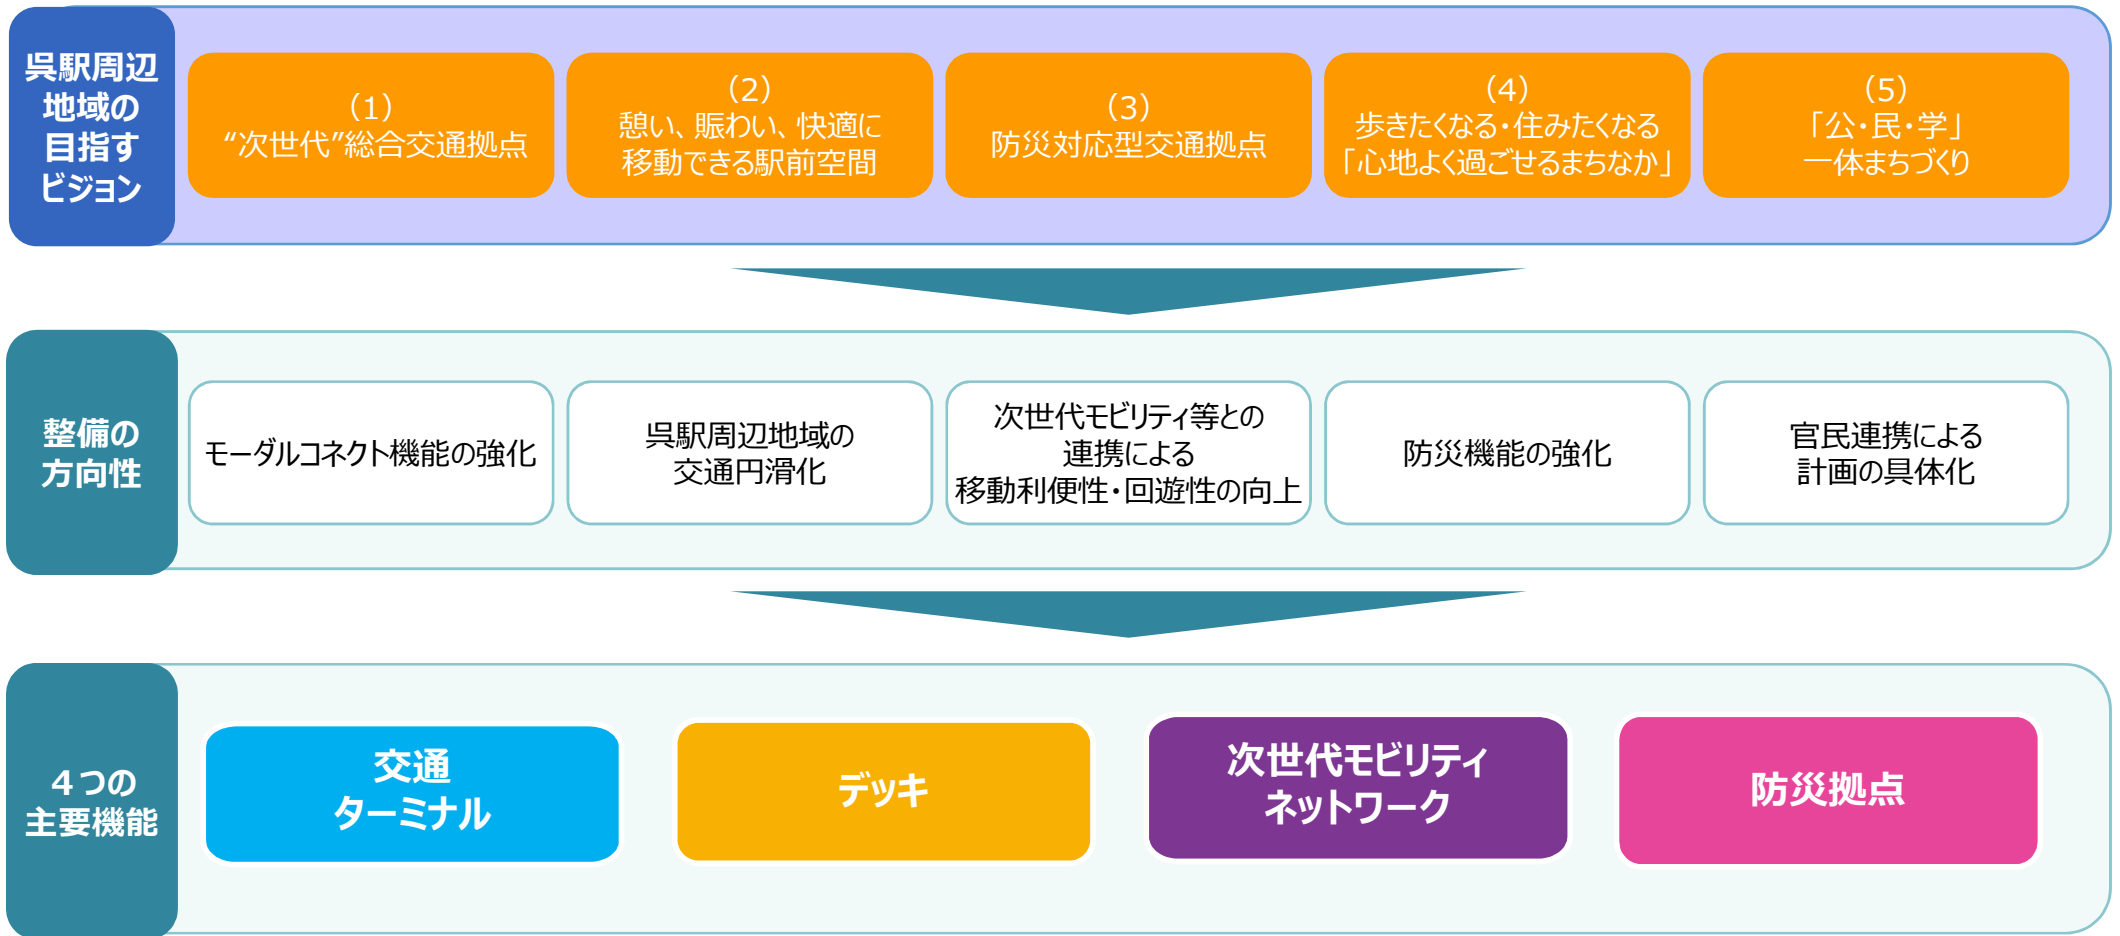 呉駅周辺
地域の
目指す
ビジョン
（1）
“次世代”総合交通拠点
（2）
憩い、賑わい、快適に
移動できる駅前空間
（3）
防災対応型交通拠点
（4）
歩きたくなる・住みたくなる
「心地よく過ごせるまちなか」
（5）
「公・民・学」
一体まちづくり
整備の
方向性
モーダルコネクト機能の強化
呉駅周辺地域の
交通円滑化
次世代モビリティ等との
連携による
移動利便性・回遊性の向上
防災機能の強化
官民連携による
計画の具体化
４つの
主要機能
交通
ターミナル
デッキ
次世代モビリティ
ネットワーク
防災拠点